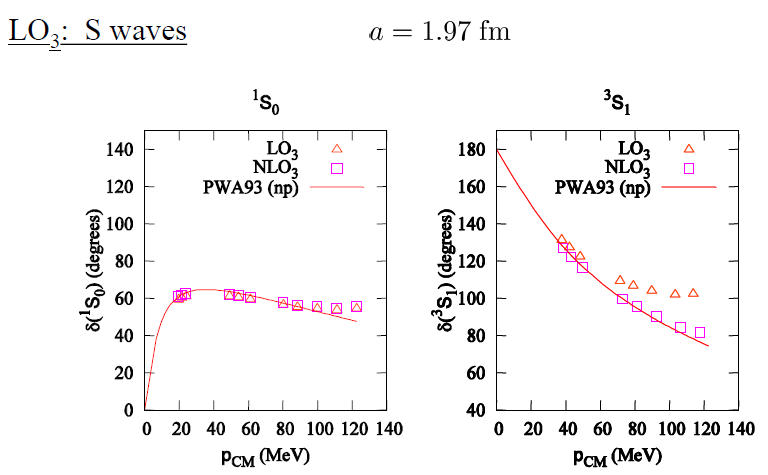 LO₃: S waves
a = 1.97 fm
¹S₀
LO₃
NLO₃
PWA93 (np)
δ(¹S₀) (degrees)
140
120
100
80
60
40
20
0
0 20 40 60 80 100 120 140
p_CM (MeV)
³S₁
LO₃
NLO₃
PWA93 (np)
δ(³S₁) (degrees)
180
160
140
120
100
80
60
40
0 20 40 60 80 100 120 140
p_CM (MeV)